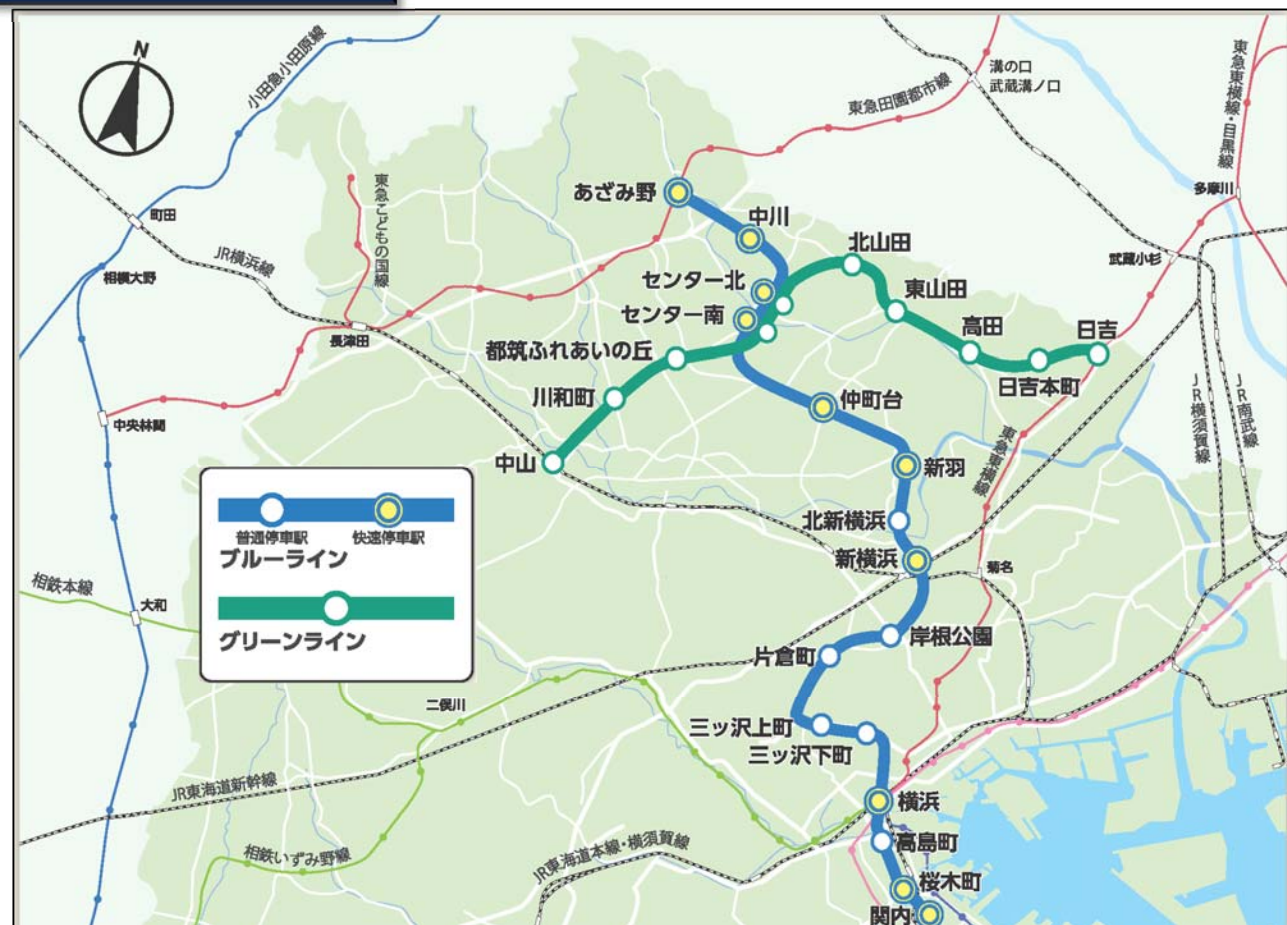 N
小田急小田原線
溝の口
武蔵溝ノ口
東急東横線・目黒線
東急田園都市線
東急こどもの国線
あざみ野
多摩川
町田
中川
JR横浜線
北山田
武蔵小杉
相模大野
センター北
東山田
センター南
高田
日吉
長津田
都筑ふれあいの丘
日吉本町
川和町
仲町台
JR横須賀線
JR南武線
中央林間
東急東横線
中山
新羽
普通停車駅
快速停車駅
ブルーライン
北新横浜
新横浜
菊名
相鉄本線
大和
グリーンライン
岸根公園
片倉町
二俣川
三ッ沢上町
三ッ沢下町
JR東海道新幹線
横浜
相鉄いずみ野線
JR東海道本線・横須賀線
高島町
桜木町
関内